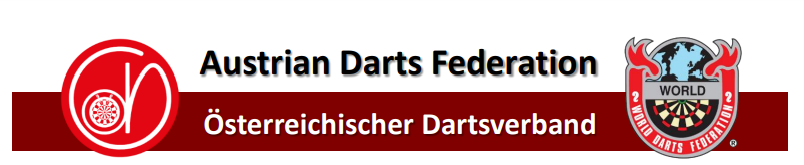 Austrian Darts Federation
Österreichischer Dartsverband
WORLD
WORLD DARTS FEDERATION
®